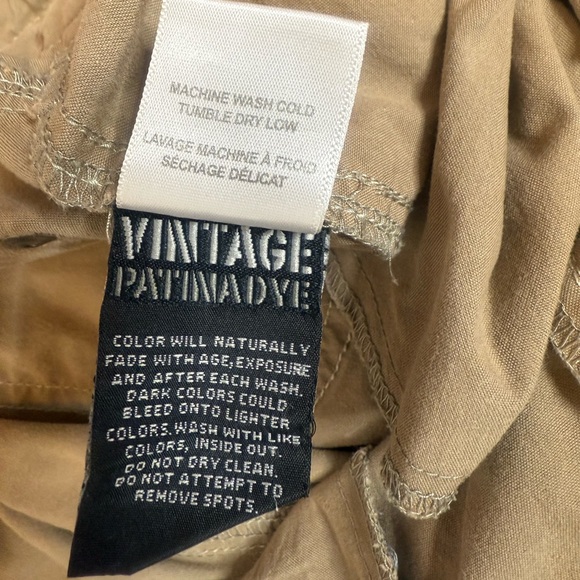 MACHINE WASH COLD
TUMBLE DRY LOW
LAVAGE MACHINE À FROID
SÉCHAGE DÉLICAT
VINTAGE
PATINA DYE
COLOR WILL NATURALLY
FADE WITH AGE, EXPOSURE
AND AFTER EACH WASH.
DARK COLORS COULD
BLEED ONTO LIGHTER
COLORS. WASH WITH LIKE
COLORS, INSIDE OUT.
DO NOT DRY CLEAN.
DO NOT ATTEMPT TO
REMOVE SPOTS.